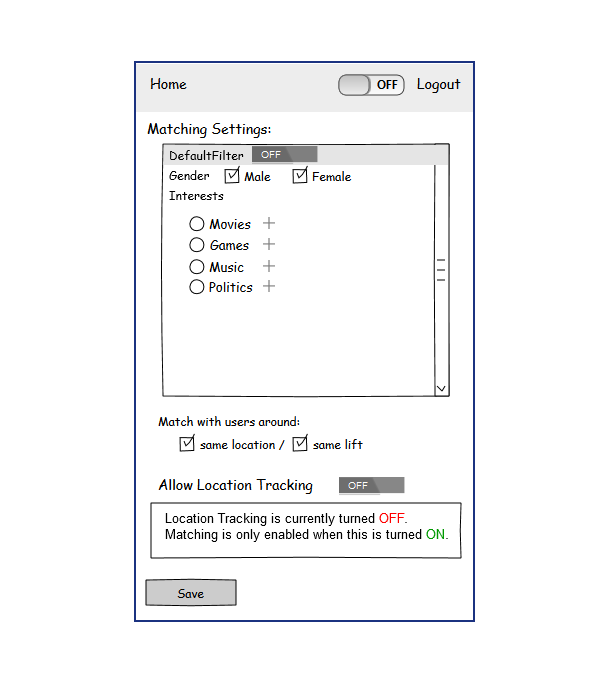 Home OFF Logout
Matching Settings:
DefaultFilter OFF
Gender Male Female
Interests
Movies
Games
Music
Politics
Match with users around:
same location / same lift
Allow Location Tracking OFF
Location Tracking is currently turned OFF.
Matching is only enabled when this is turned ON.
Save